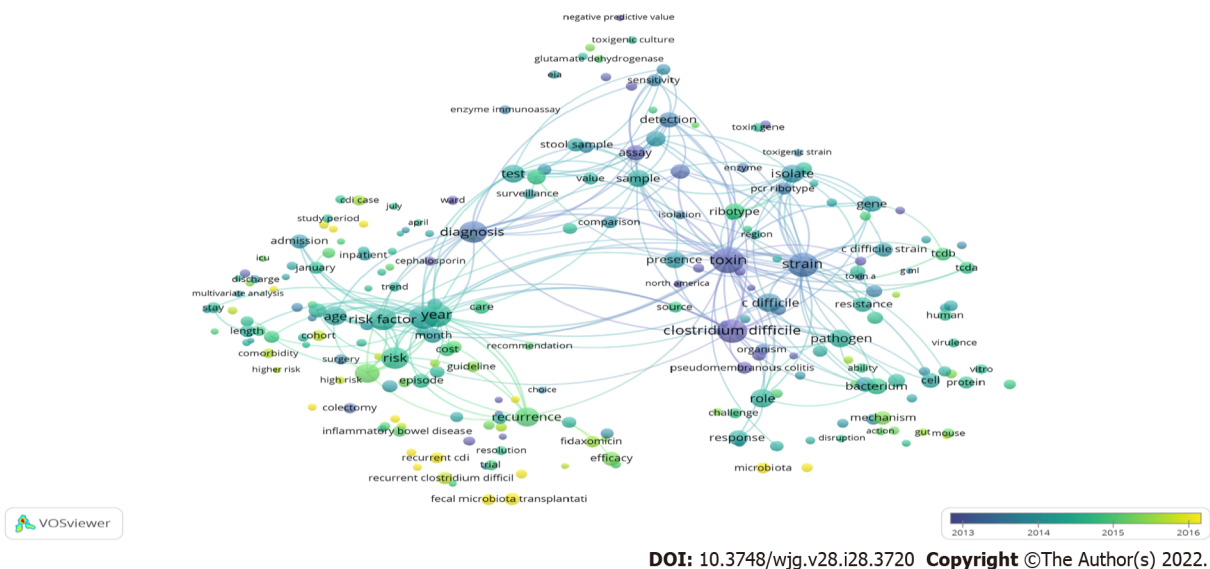 negative predictive value
toxigenic culture
glutamate dehydrogenase
eia
sensitivity
enzyme immunoassay
detection
toxin gene
stool sample
assay
toxigenic strain
test
value
sample
enzyme
isolate
surveillance
pcr ribotype
cdi case
july
ward
isolation
ribotype
gene
study period
april
comparison
admission
diagnosis
region
icu
inpatient
cephalosporin
presence
toxin
strain
c difficile strain
tcdb
january
discharge
trend
north america
toxin a
tcda
multivariate analysis
stay
age
risk factor
year
care
source
c difficile
resistance
human
length
cohort
month
clostridium difficile
pathogen
comorbidity
surgery
risk
cost
recommendation
organism
virulence
higher risk
high risk
episode
guideline
pseudomembranous colitis
ability
vitro
choice
bacterium
cell
protein
colectomy
recurrence
role
challenge
mechanism
inflammatory bowel disease
fidaxomicin
response
disruption
action
gut
mouse
resolution
recurrent cdi
trial
efficacy
microbiota
recurrent clostridium difficil
fecal microbiota transplantati
VOSviewer
2013 2014 2015 2016
DOI: 10.3748/wjg.v28.i28.3720 Copyright ©The Author(s) 2022.